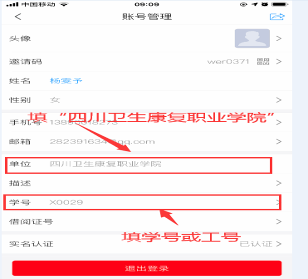 中国移动 09:09
账号管理
头像
邀请码 wer0371
姓名
性别 女
填“四川卫生康复职业学院”
手机号
邮箱 282391634@qq.com
单位 四川卫生康复职业学院
描述
学号 X0029
填学号或工号
借阅证号
实名认证 已认证
退出登录